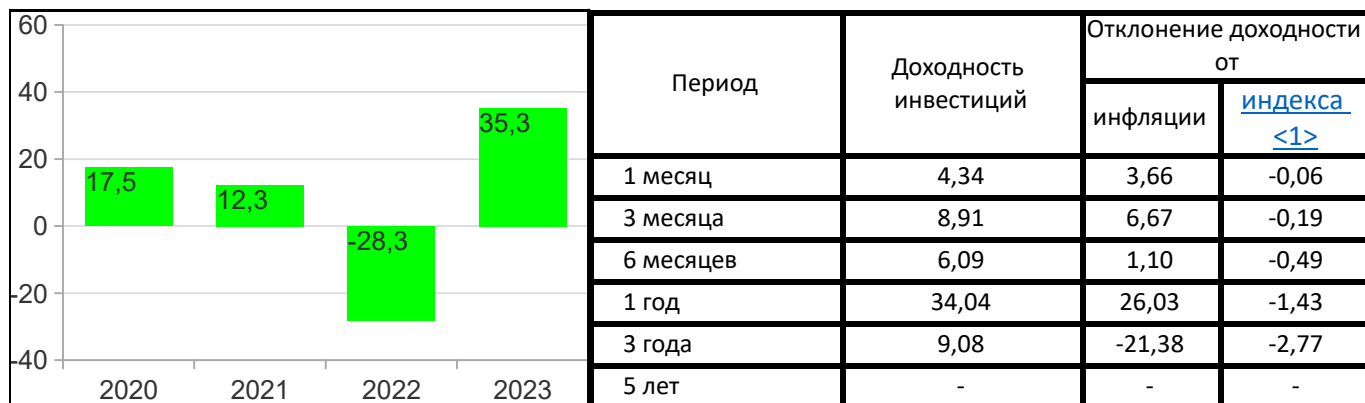 60
40
20
0
-20
-40
17,5
12,3
-28,3
35,3
2020 2021 2022 2023
Период
Доходность
инвестиций
Отклонение доходности
от
инфляции
индекса
<1>
1 месяц 4,34 3,66 -0,06
3 месяца 8,91 6,67 -0,19
6 месяцев 6,09 1,10 -0,49
1 год 34,04 26,03 -1,43
3 года 9,08 -21,38 -2,77
5 лет - - -